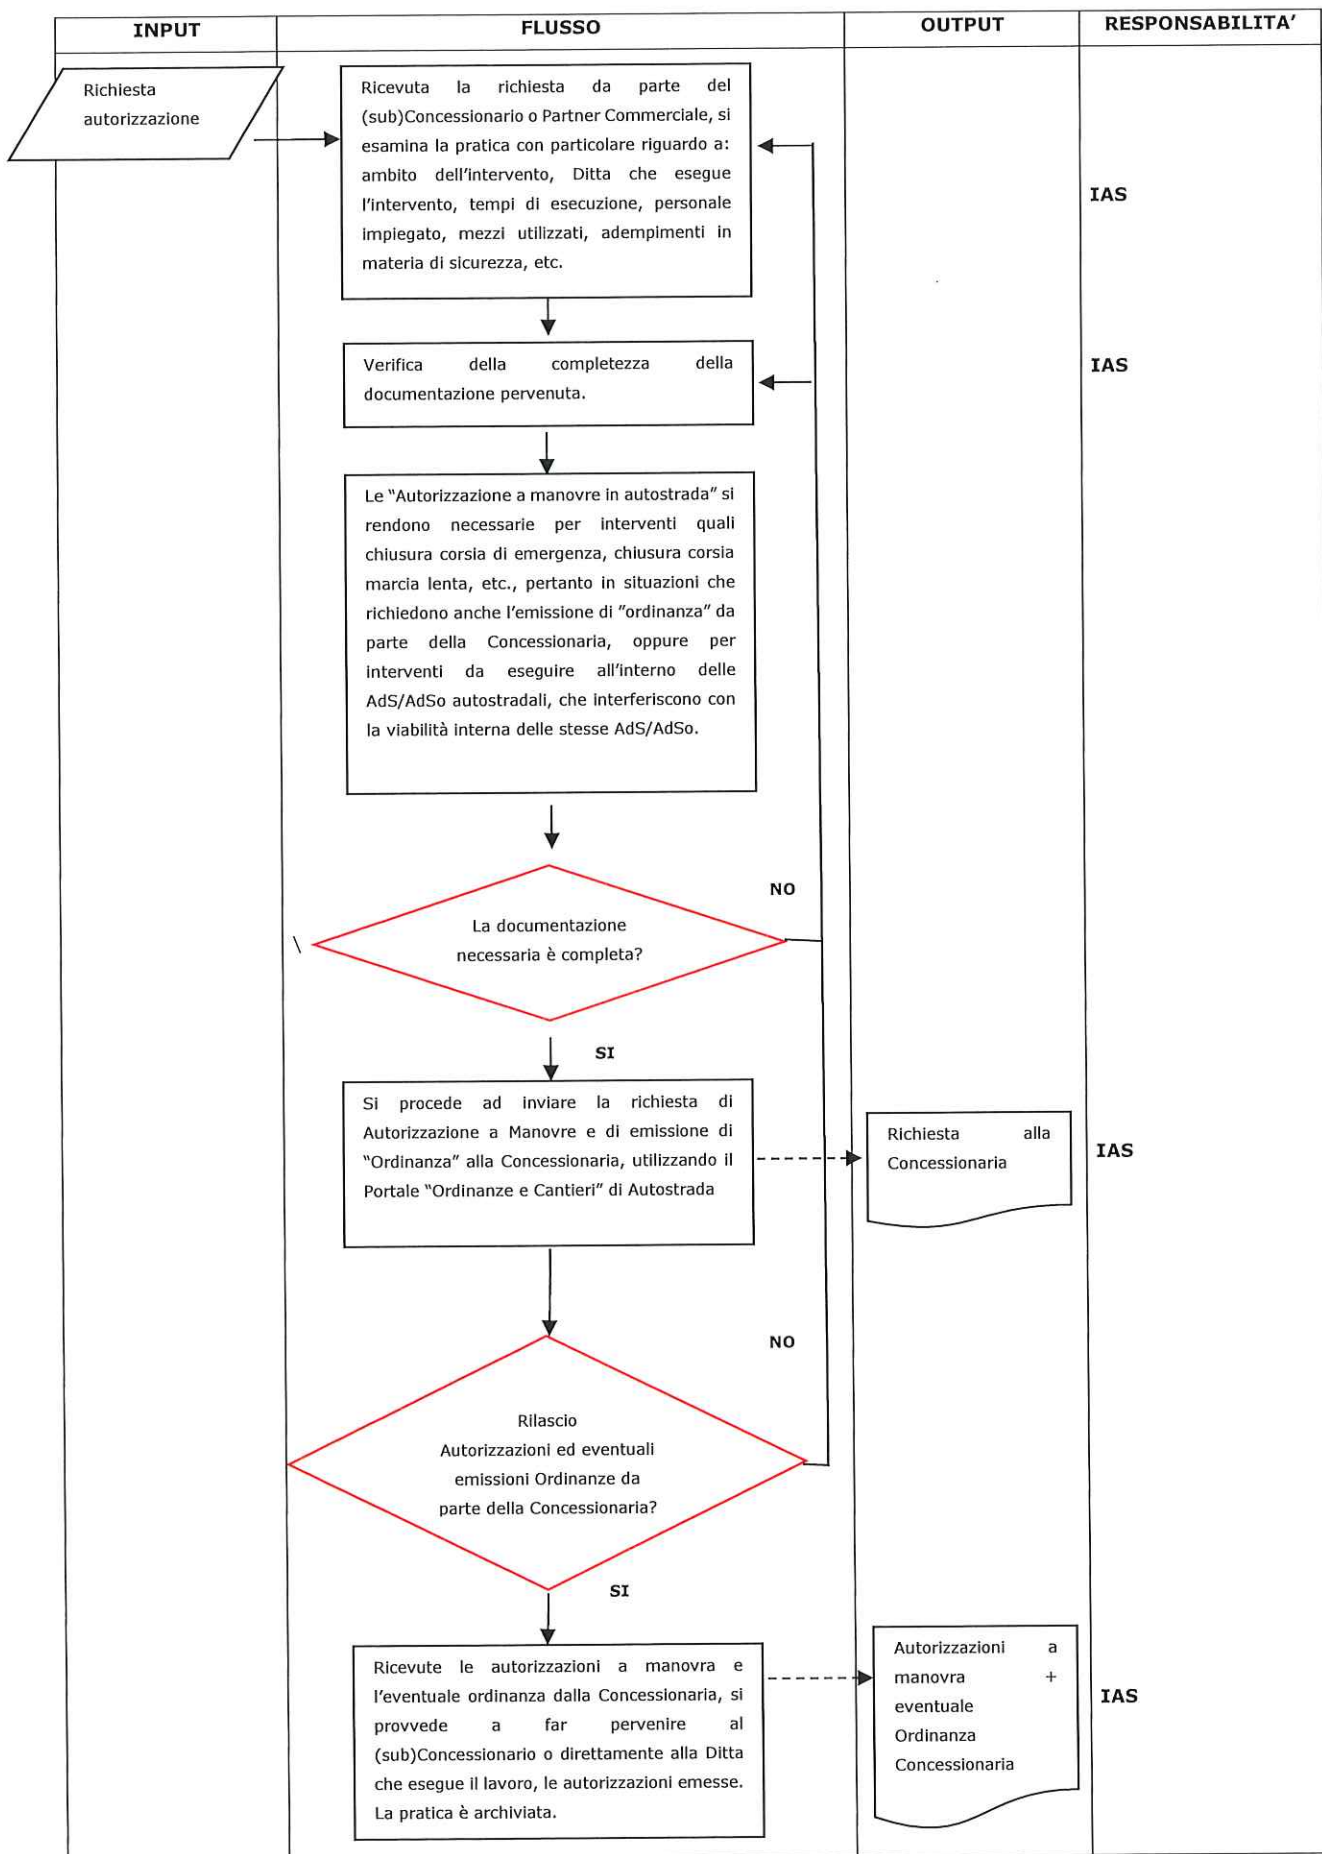 INPUT
FLUSSO
OUTPUT
RESPONSABILITA’
Richiesta
autorizzazione
Ricevuta la richiesta da parte del
(sub)Concessionario o Partner Commerciale, si
esamina la pratica con particolare riguardo a:
ambito dell’intervento, Ditta che esegue
l’intervento, tempi di esecuzione, personale
impiegato, mezzi utilizzati, adempimenti in
materia di sicurezza, etc.
IAS
Verifica della completezza della
documentazione pervenuta.
IAS
Le “Autorizzazione a manovre in autostrada” si
rendono necessarie per interventi quali
chiusura corsia di emergenza, chiusura corsia
marcia lenta, etc., pertanto in situazioni che
richiedono anche l’emissione di “ordinanza” da
parte della Concessionaria, oppure per
interventi da eseguire all’interno delle
AdS/AdSo autostradali, che interferiscono con
la viabilità interna delle stesse AdS/AdSo.
NO
La documentazione
necessaria è completa?
\
SI
Si procede ad inviare la richiesta di
Autorizzazione a Manovre e di emissione di
“Ordinanza” alla Concessionaria, utilizzando il
Portale “Ordinanze e Cantieri” di Autostrada
Richiesta alla
Concessionaria
IAS
NO
Rilascio
Autorizzazioni ed eventuali
emissioni Ordinanze da
parte della Concessionaria?
SI
Ricevute le autorizzazioni a manovra e
l’eventuale ordinanza dalla Concessionaria, si
provvede a far pervenire al
(sub)Concessionario o direttamente alla Ditta
che esegue il lavoro, le autorizzazioni emesse.
La pratica è archiviata.
Autorizzazioni a
manovra +
eventuale
Ordinanza
Concessionaria
IAS